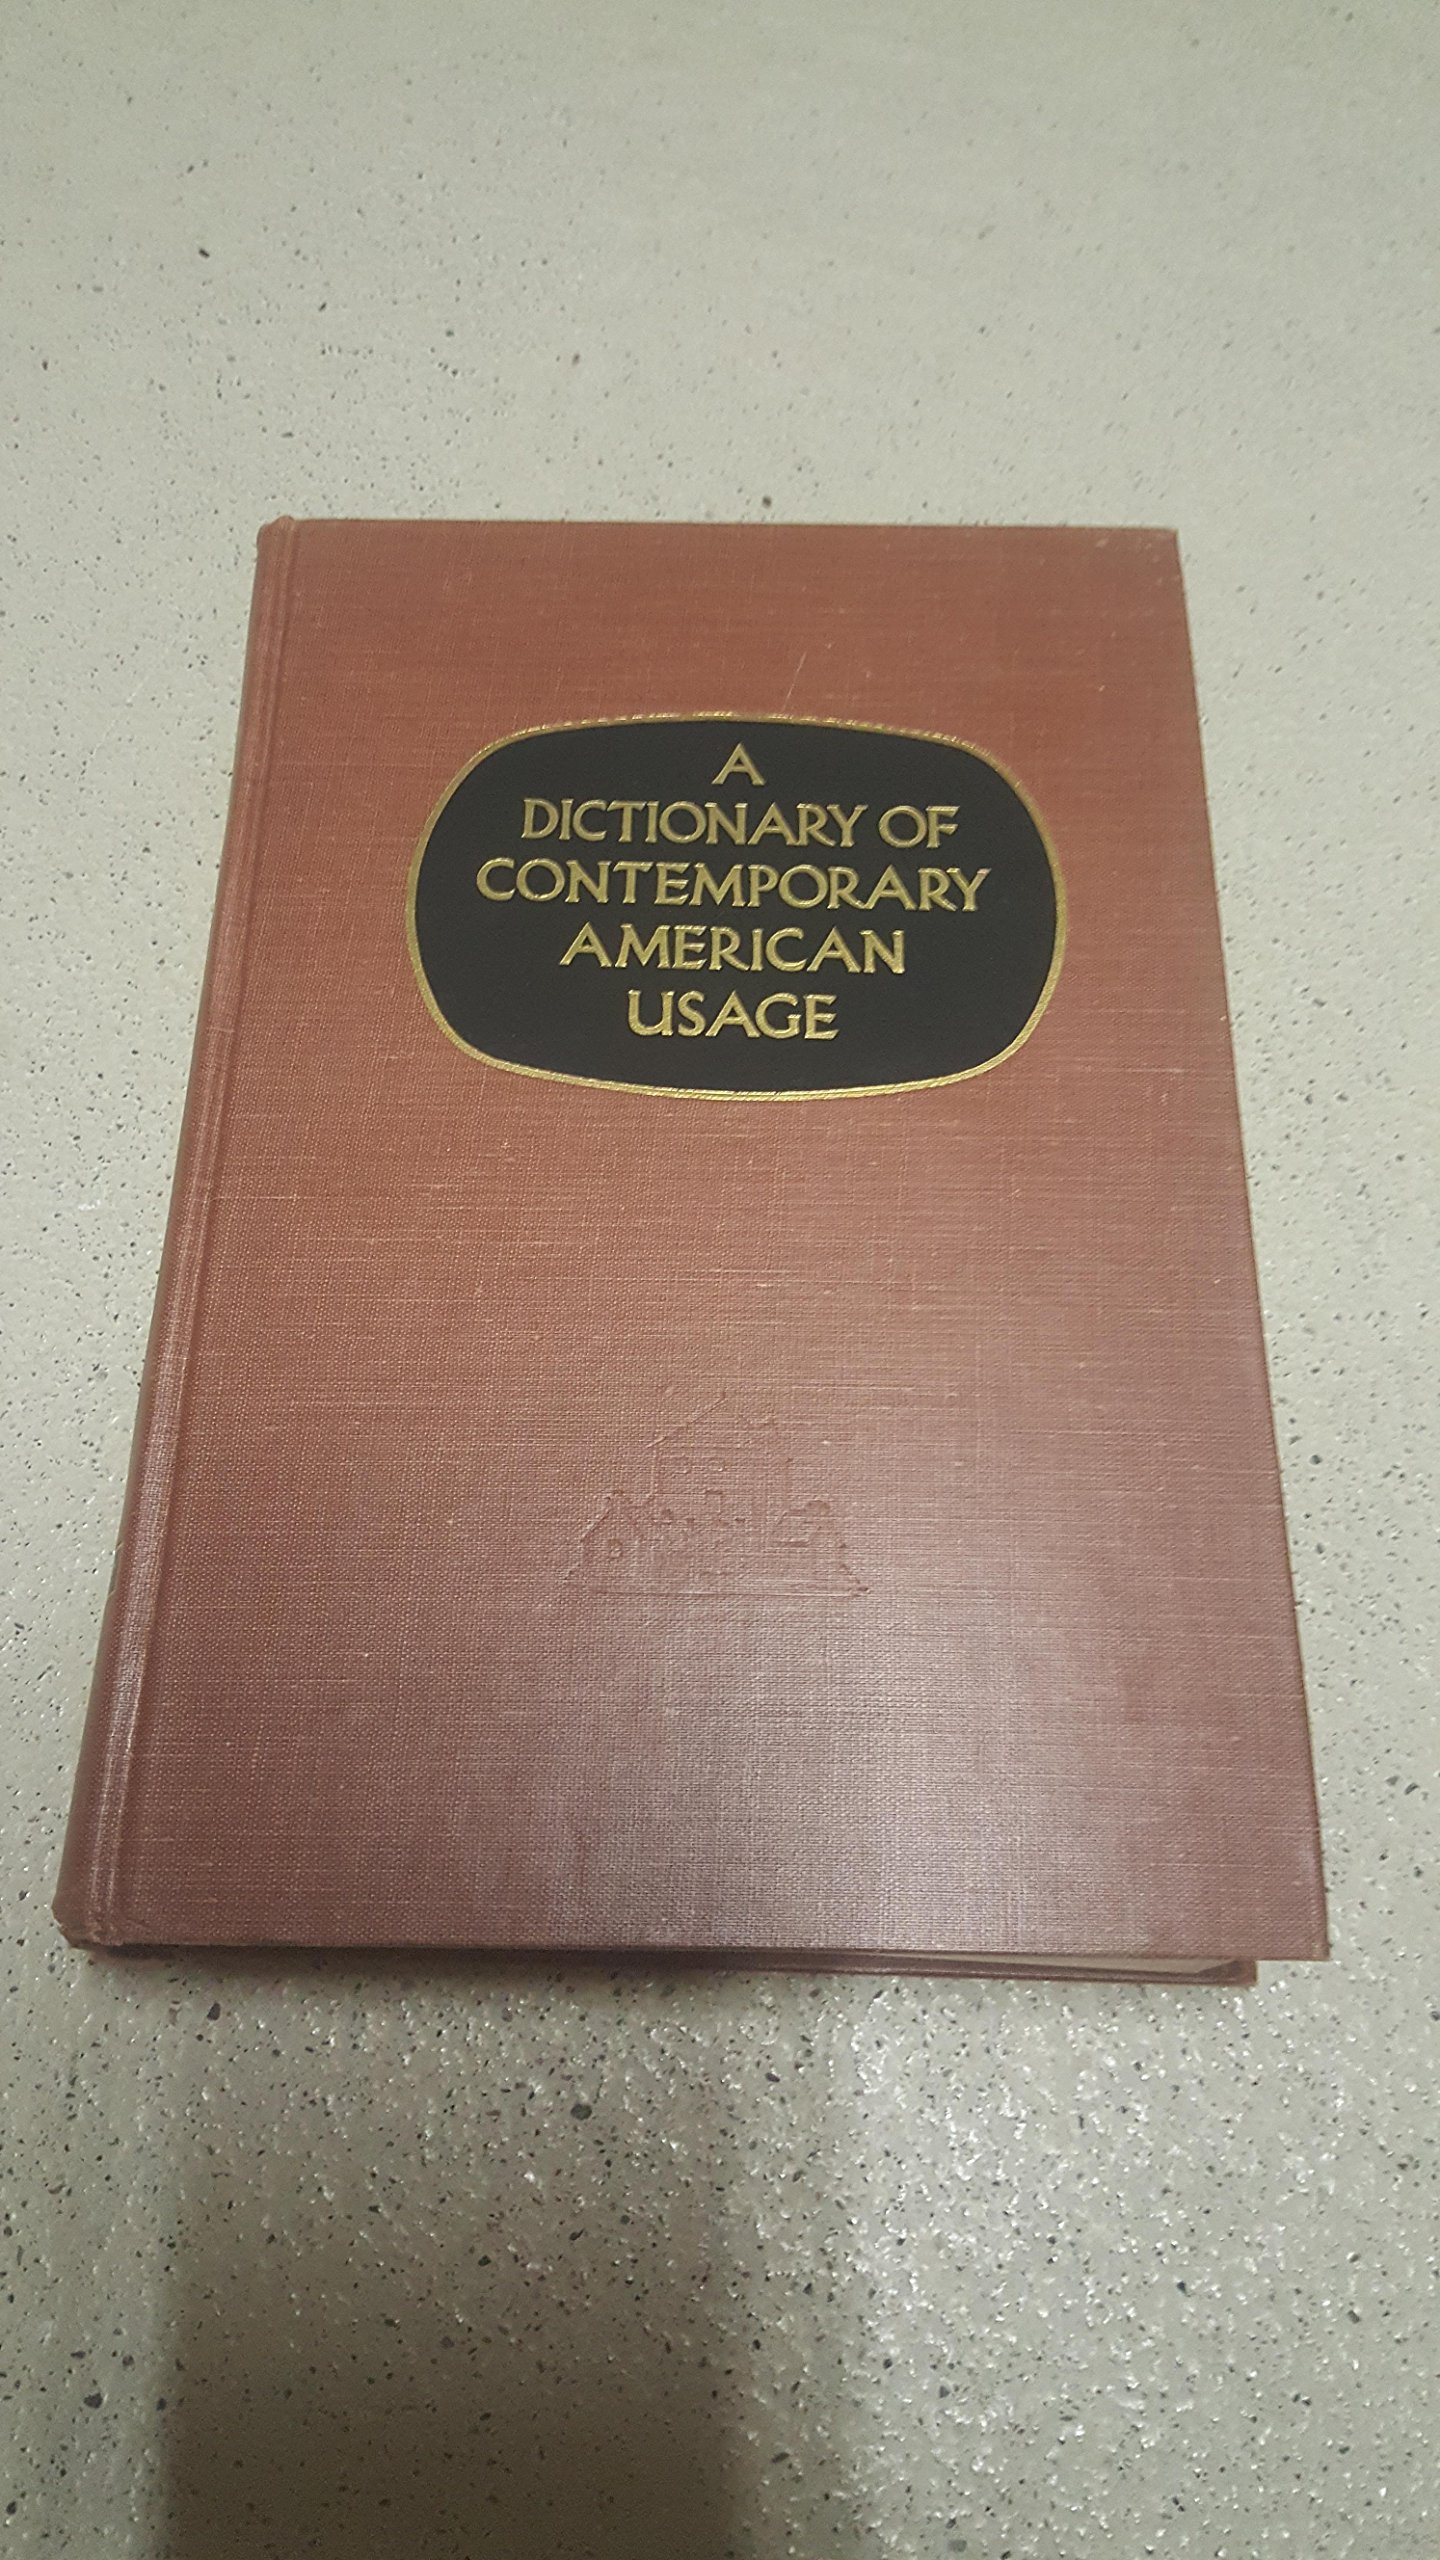 A
DICTIONARY OF
CONTEMPORARY
AMERICAN
USAGE